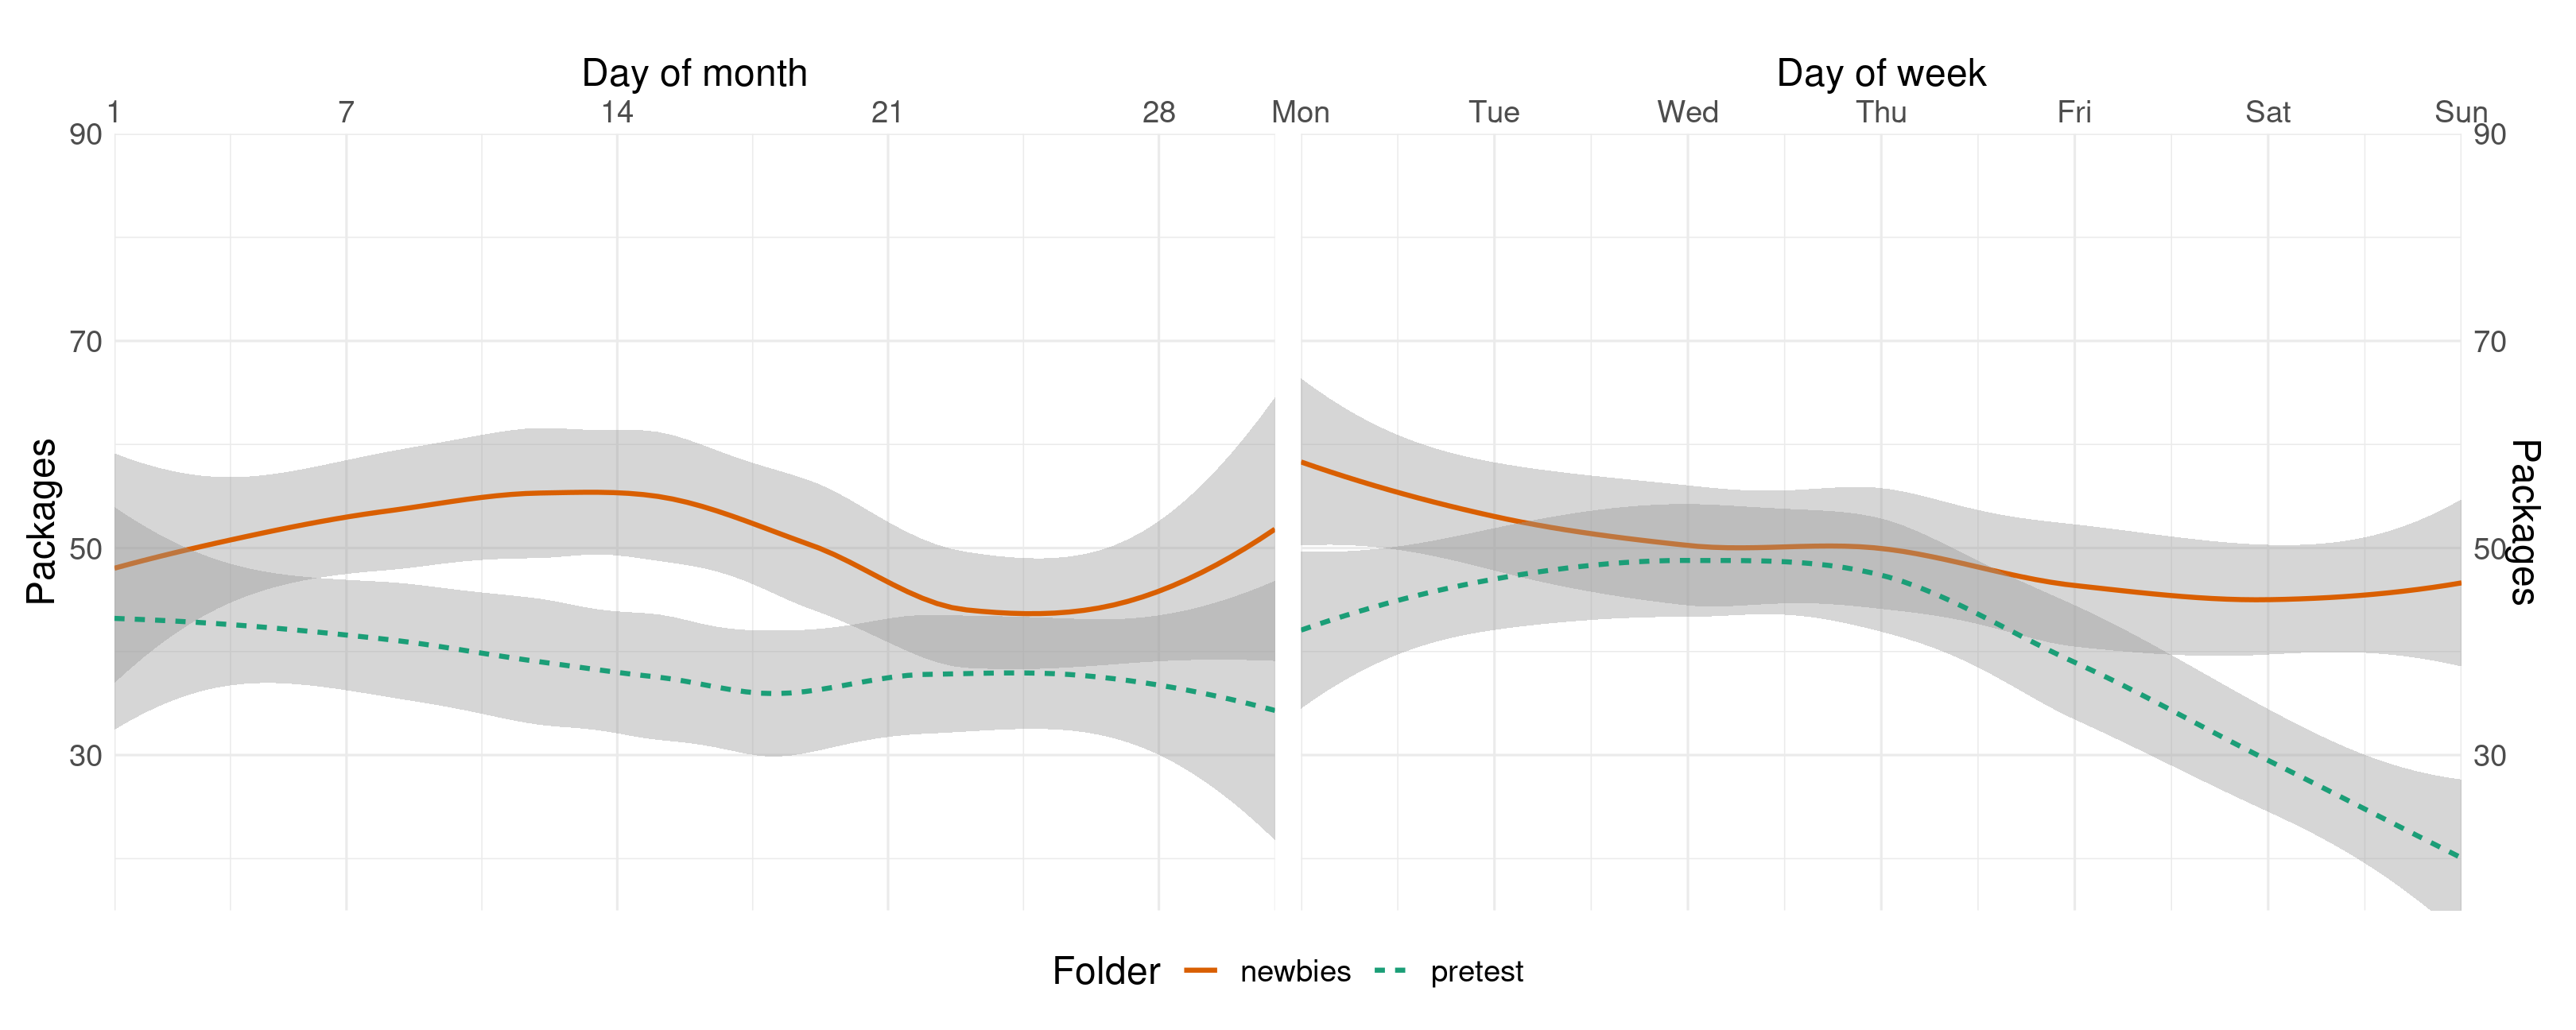 Day of month Day of week
1 7 14 21 28 Mon Tue Wed Thu Fri Sat Sun
90 90
70 70
50 50
30 30
Packages Packages
Folder newbies pretest